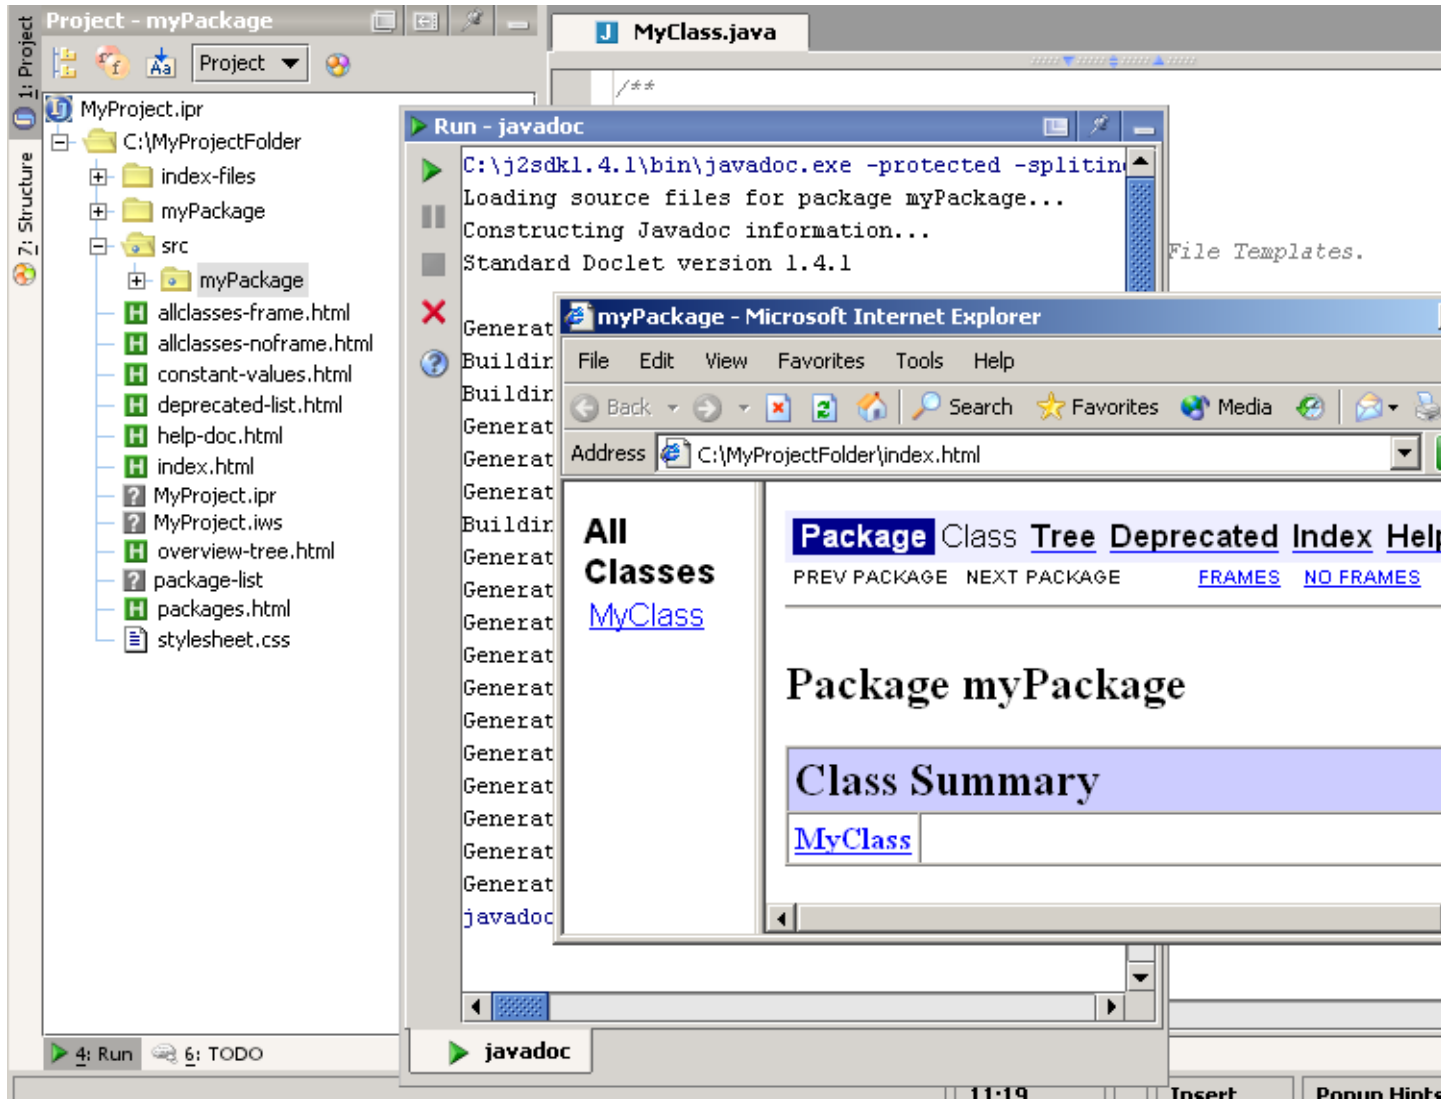 Project - myPackage
1: Project
7: Structure
Project
MyProject.ipr
C:\MyProjectFolder
index-files
myPackage
src
myPackage
allclasses-frame.html
allclasses-noframe.html
constant-values.html
deprecated-list.html
help-doc.html
index.html
MyProject.ipr
MyProject.iws
overview-tree.html
package-list
packages.html
stylesheet.css
MyClass.java
/**
File Templates.
Run - javadoc
C:\j2sdk1.4.1\bin\javadoc.exe -protected -splitin
Loading source files for package myPackage...
Constructing Javadoc information...
Standard Doclet version 1.4.1
Generat
Buildin
Buildin
Generat
Generat
Generat
Buildin
Generat
Generat
Generat
Generat
Generat
Generat
Generat
Generat
Generat
Generat
Generat
javadoc
myPackage - Microsoft Internet Explorer
File Edit View Favorites Tools Help
Back Search Favorites Media
Address C:\MyProjectFolder\index.html
All
Classes
MyClass
Package Class Tree Deprecated Index Help
PREV PACKAGE NEXT PACKAGE FRAMES NO FRAMES
Package myPackage
Class Summary
MyClass
javadoc
4: Run 6: TODO
11:19 Insert Popup Hints